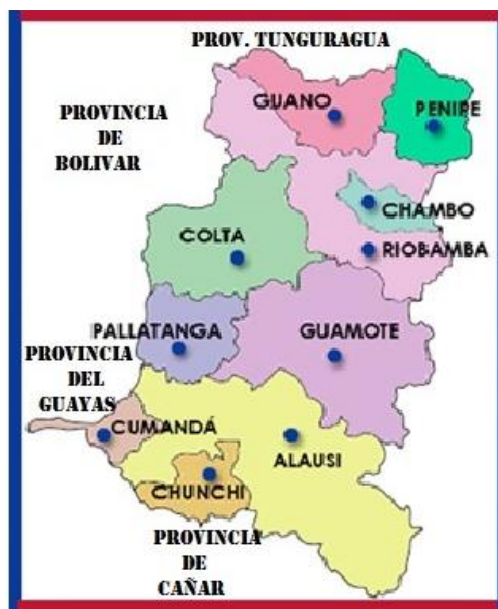 PROV. TUNGURAGUA
GUANO
PENIPE
PROVINCIA
DE
BOLIVAR
CHAMBO
COLTA
RIOBAMBA
PALLATANGA
GUAMOTE
PROVINCIA
DEL
GUAYAS
CUMANDÁ
ALAUSI
CHUNCHI
PROVINCIA
DE
CAÑAR